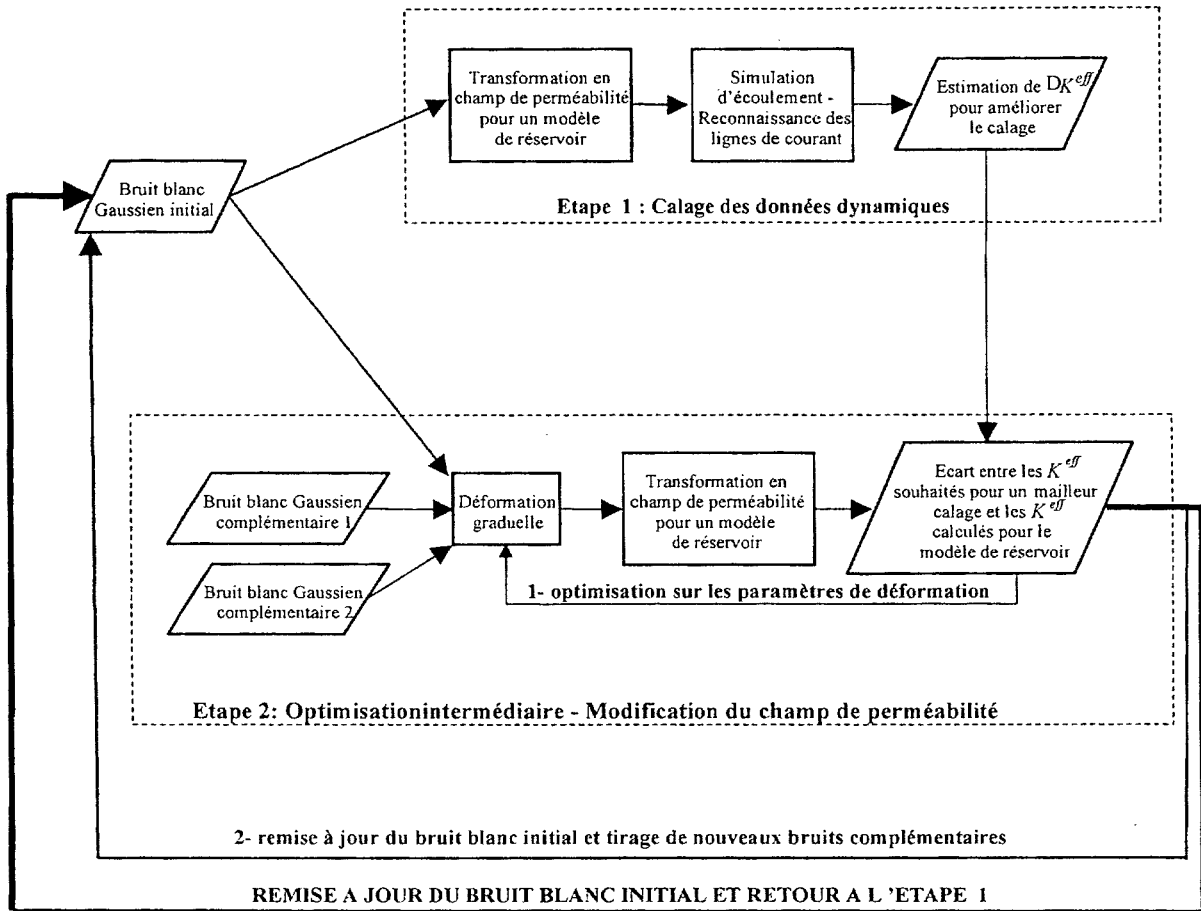 Transformation en
champ de perméabilité
pour un modèle
de réservoir
Simulation
d'écoulement -
Reconnaissance des
lignes de courant
Estimation de DK^eff
pour améliorer
le calage
Bruit blanc
Gaussien initial
Etape 1 : Calage des données dynamiques
Bruit blanc Gaussien
complémentaire 1
Bruit blanc Gaussien
complémentaire 2
Déformation
graduelle
Transformation en
champ de perméabilité
pour un modèle
de réservoir
Ecart entre les K^eff
souhaités pour un mailleur
calage et les K^eff
calculés pour le
modèle de réservoir
1- optimisation sur les paramètres de déformation
Etape 2: Optimisationintermédiaire - Modification du champ de perméabilité
2- remise à jour du bruit blanc initial et tirage de nouveaux bruits complémentaires
REMISE A JOUR DU BRUIT BLANC INITIAL ET RETOUR A L 'ETAPE 1